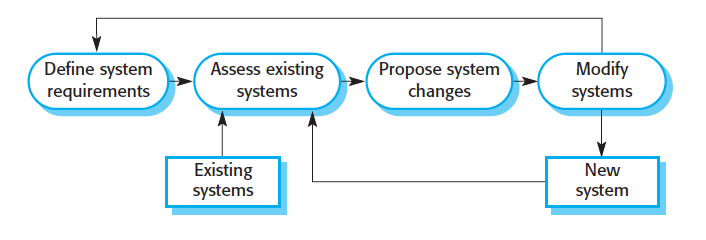 Define system
requirements
Assess existing
systems
Propose system
changes
Modify
systems
Existing
systems
New
system